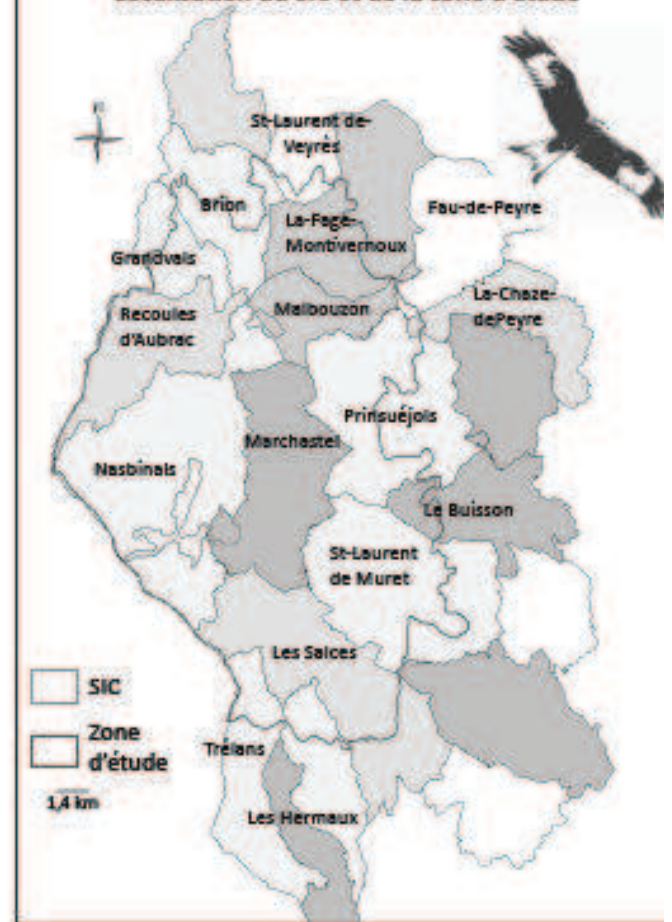 St-Laurent de-
Veyrès
Brion
La-Fage-
Montivernoux
Fau-de-Peyre
Grandvals
Recoules
d'Aubrac
Malbouzon
La-Chaze-
dePeyre
Prinsuéjols
Marchastel
Nasbinals
Le Buisson
St-Laurent
de Muret
Les Salces
SIC
Zone
d'étude
Trélans
1,4 km
Les Hermaux